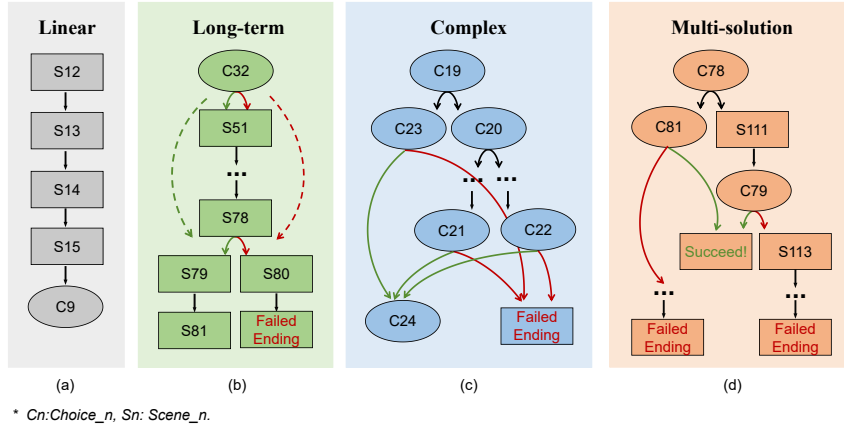 Linear
S12
S13
S14
S15
C9
(a)
Long-term
C32
S51
...
S78
S79
S80
S81
Failed
Ending
(b)
Complex
C19
C23
C20
...
...
C21
C22
C24
Failed
Ending
(c)
Multi-solution
C78
C81
S111
C79
Succeed!
S113
...
...
Failed
Ending
Failed
Ending
(d)
* Cn:Choice_n, Sn: Scene_n.